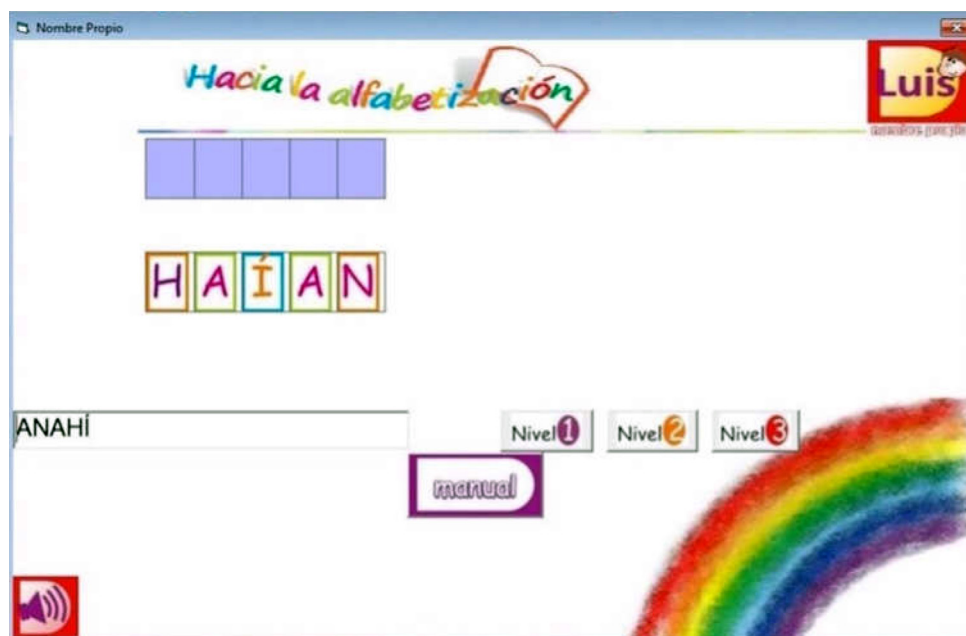 Nombre Propio
Hacia la alfabetización
Luis
H A Í A N
ANAHÍ
Nivel 1
Nivel 2
Nivel 3
manual